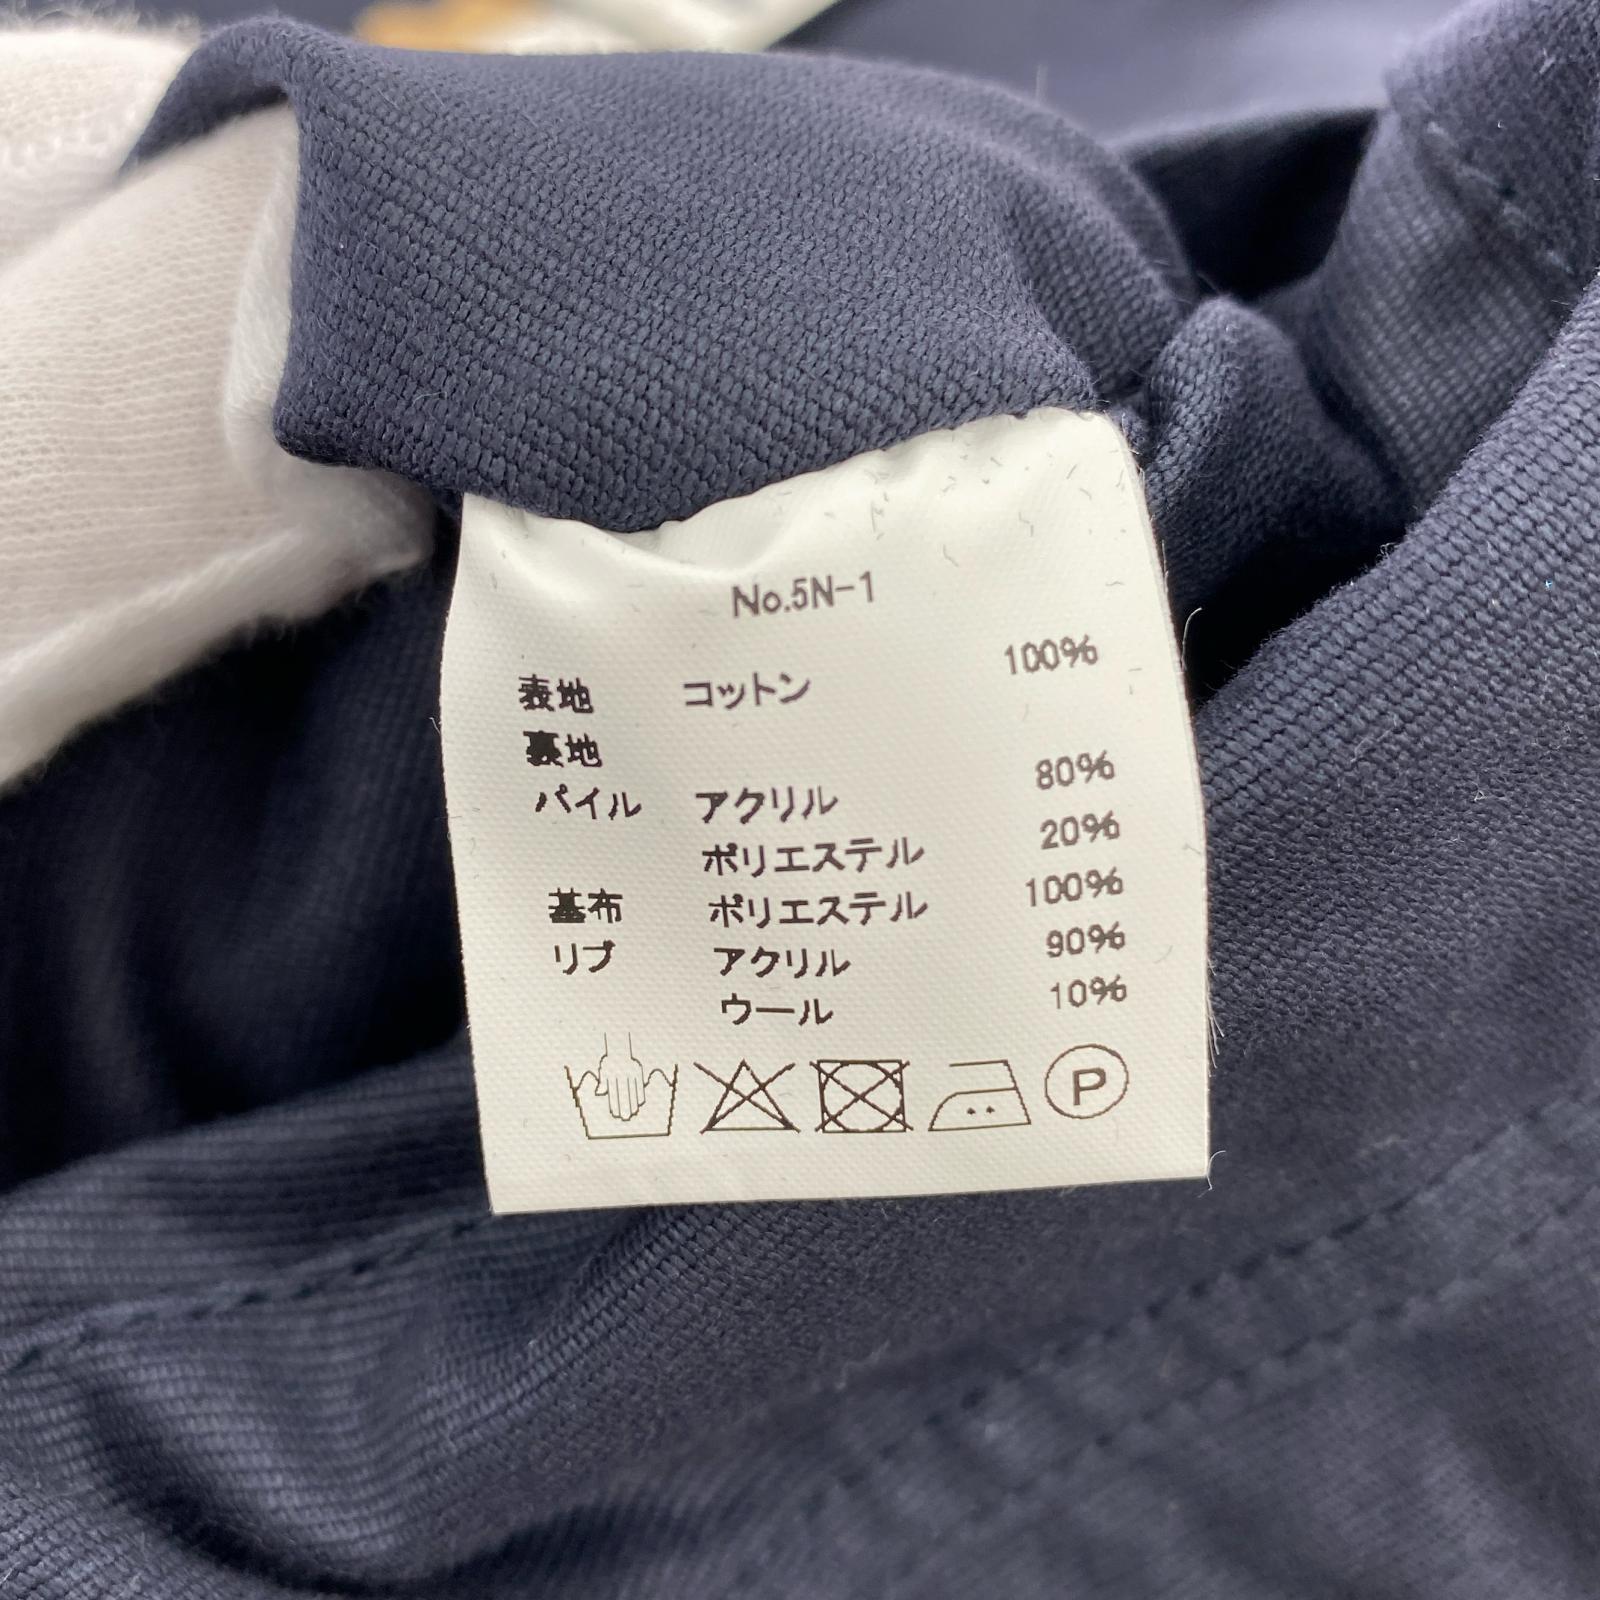 No.5N-1
表地 コットン 100%
裏地
パイル アクリル 80%
ポリエステル 20%
基布 ポリエステル 100%
リブ アクリル 90%
ウール 10%
P